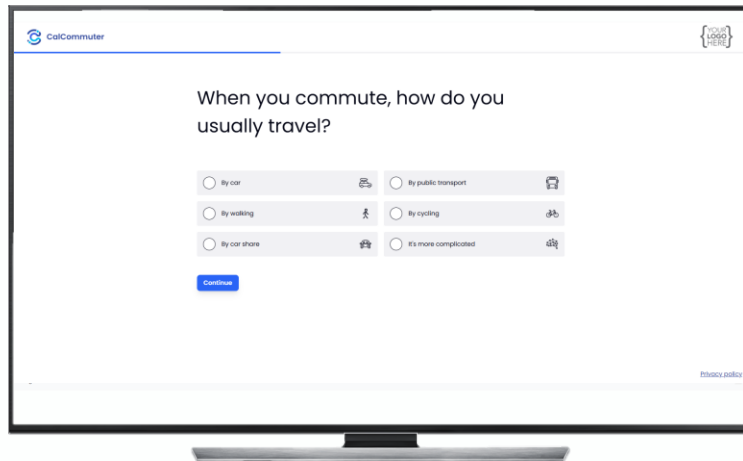 CalCommuter
{YOUR
LOGO
HERE}
When you commute, how do you
usually travel?
By car
By public transport
By walking
By cycling
By car share
It's more complicated
Continue
Privacy policy